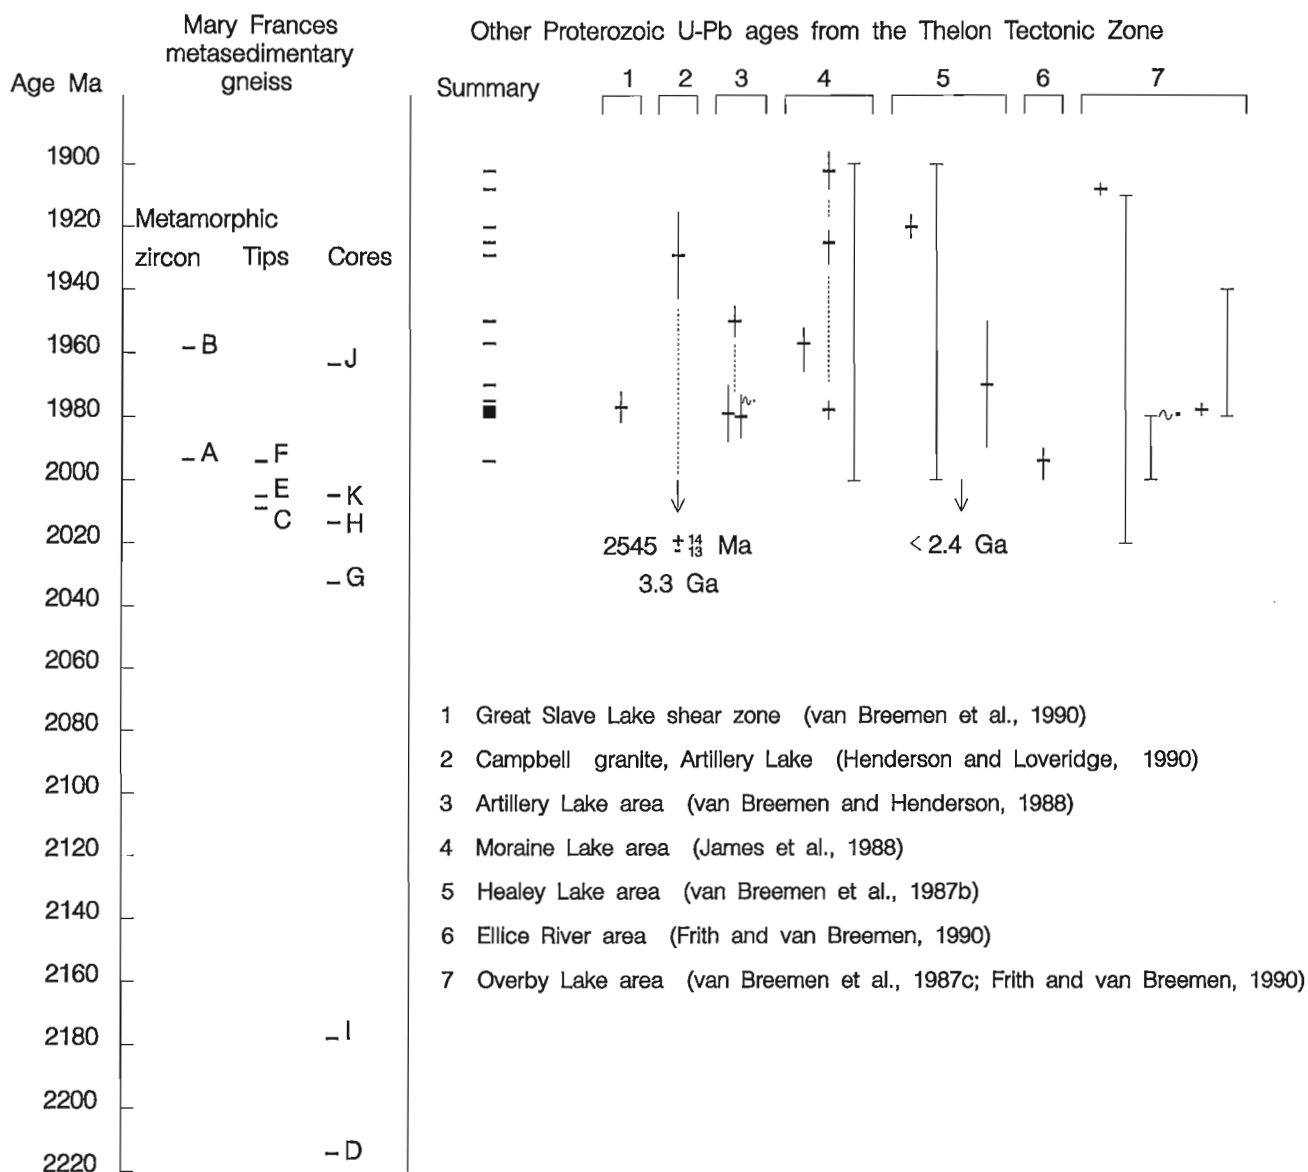 Mary Frances
metasedimentary
gneiss
Other Proterozoic U-Pb ages from the Thelon Tectonic Zone
Age Ma
Summary
1 2 3 4 5 6 7
1900
1920
1940
1960
1980
2000
2020
2040
2060
2080
2100
2120
2140
2160
2180
2200
2220
Metamorphic
zircon Tips Cores
B
J
A
F
E
K
C
H
G
I
D
2545 ± 14 13 Ma
3.3 Ga
< 2.4 Ga
1 Great Slave Lake shear zone (van Breemen et al., 1990)
2 Campbell granite, Artillery Lake (Henderson and Loveridge, 1990)
3 Artillery Lake area (van Breemen and Henderson, 1988)
4 Moraine Lake area (James et al., 1988)
5 Healey Lake area (van Breemen et al., 1987b)
6 Ellice River area (Frith and van Breemen, 1990)
7 Overby Lake area (van Breemen et al., 1987c; Frith and van Breemen, 1990)